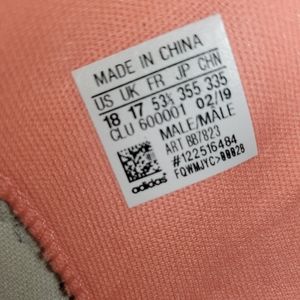 MADE IN CHINA
US UK FR JP CHN
18 17 53⅓ 355 335
CLU 600001 02/19
MALE/MALE
ART BB7823
#122516484
FQWMJYC>00028
adidas